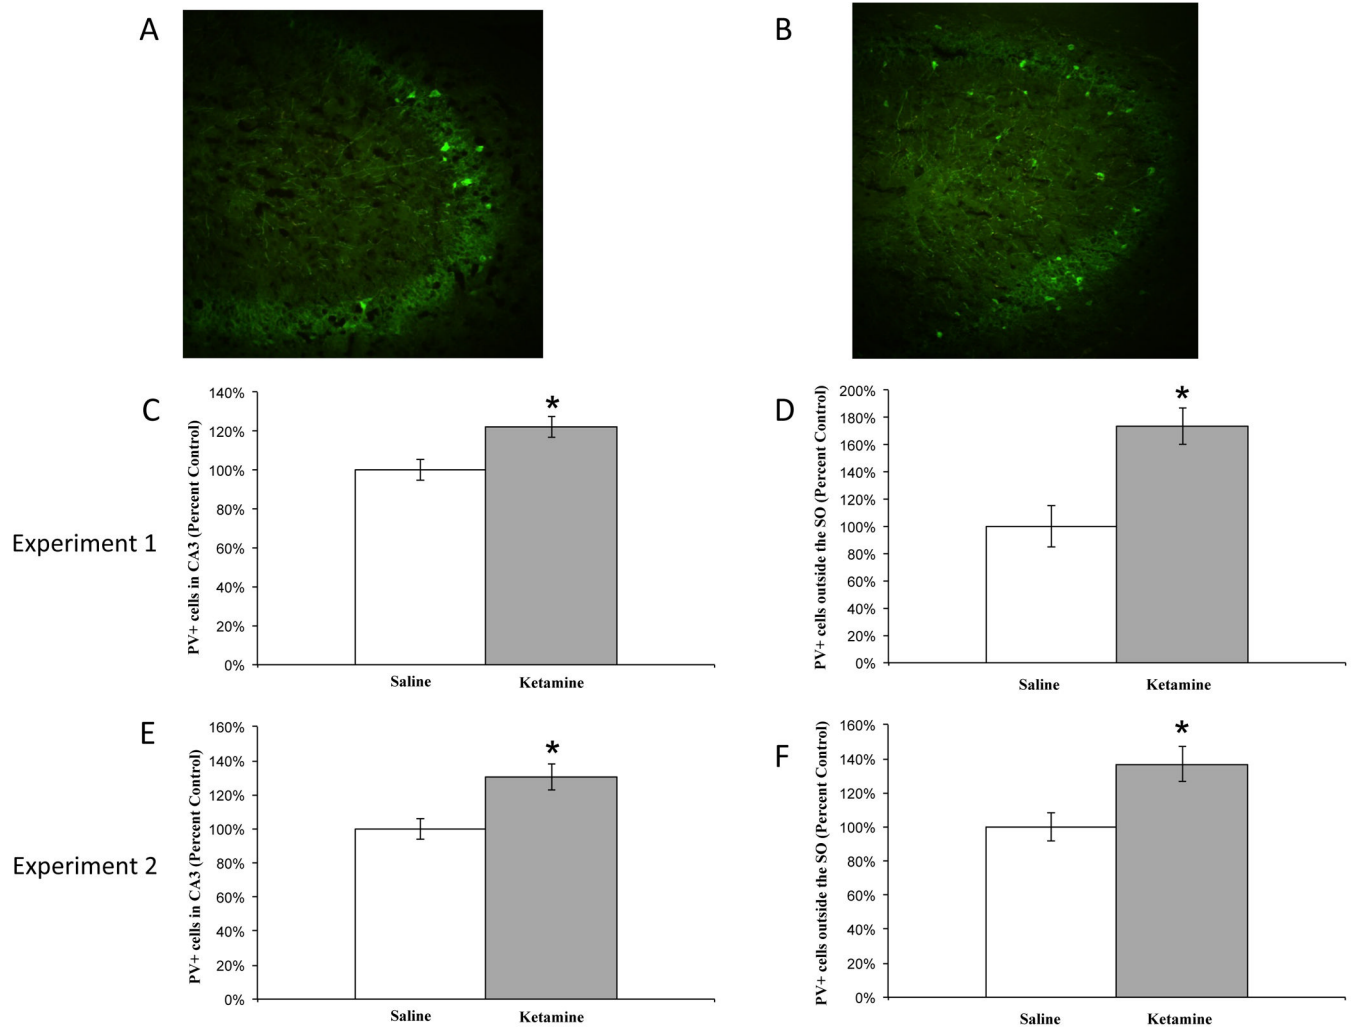 A
B
C
140%
120%
100%
80%
60%
40%
20%
0%
PV+ cells in CA3 (Percent Control)
*
Saline
Ketamine
D
200%
180%
160%
140%
120%
100%
80%
60%
40%
20%
0%
PV+ cells outside the SO (Percent Control)
*
Saline
Ketamine
Experiment 1
E
160%
140%
120%
100%
80%
60%
40%
20%
0%
PV+ cells in CA3 (Percent Control)
*
Saline
Ketamine
F
160%
140%
120%
100%
80%
60%
40%
20%
0%
PV+ cells outside the SO (Percent Control)
*
Saline
Ketamine
Experiment 2